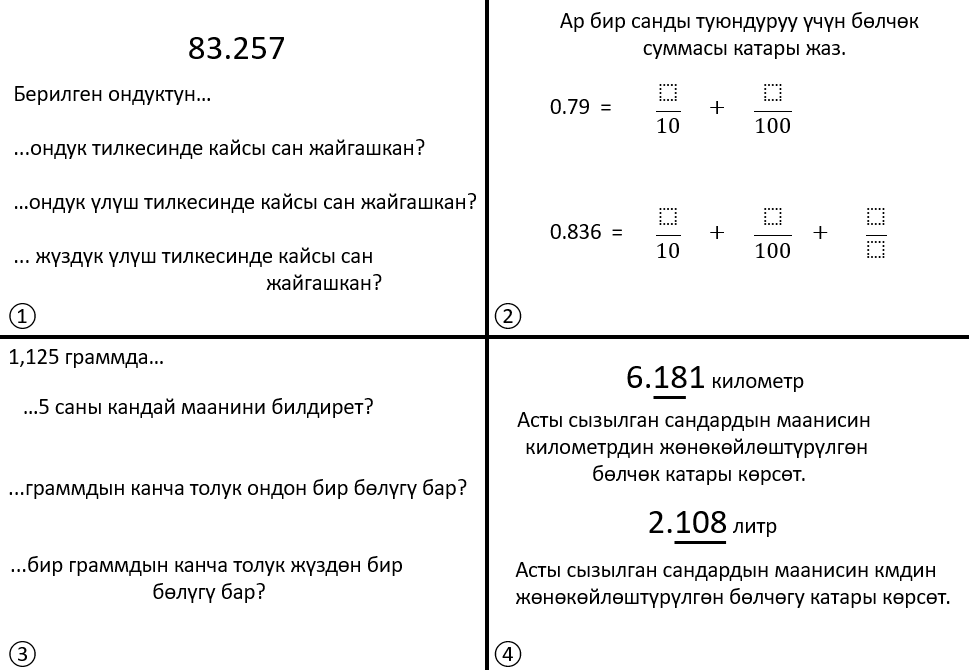 83.257
Берилген ондуктун...
...ондук тилкесинде кайсы сан жайгашкан?
...ондук үлүш тилкесинде кайсы сан жайгашкан?
... жүздүк үлүш тилкесинде кайсы сан
жайгашкан?
①
Ар бир санды туюндуруу үчүн бөлчөк
суммасы катары жаз.
0.79 = ⬚/10 + ⬚/100
0.836 = ⬚/10 + ⬚/100 + ⬚/⬚
②
1,125 граммда...
...5 саны кандай маанини билдирет?
...граммдын канча толук ондон бир бөлүгү бар?
...бир граммдын канча толук жүздөн бир
бөлүгү бар?
③
6.181 километр
Асты сызылган сандардын маанисин
километрдин жөнөкөйлөштүрүлгөн
бөлчөк катары көрсөт.
2.108 литр
Асты сызылган сандардын маанисин кмдин
жөнөкөйлөштүрүлгөн бөлчөгу катары көрсөт.
④